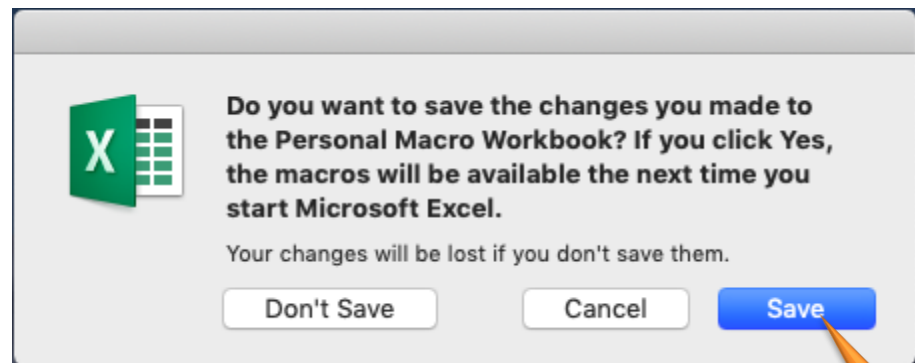 Do you want to save the changes you made to
the Personal Macro Workbook? If you click Yes,
the macros will be available the next time you
start Microsoft Excel.
Your changes will be lost if you don't save them.
Don't Save
Cancel
Save
X